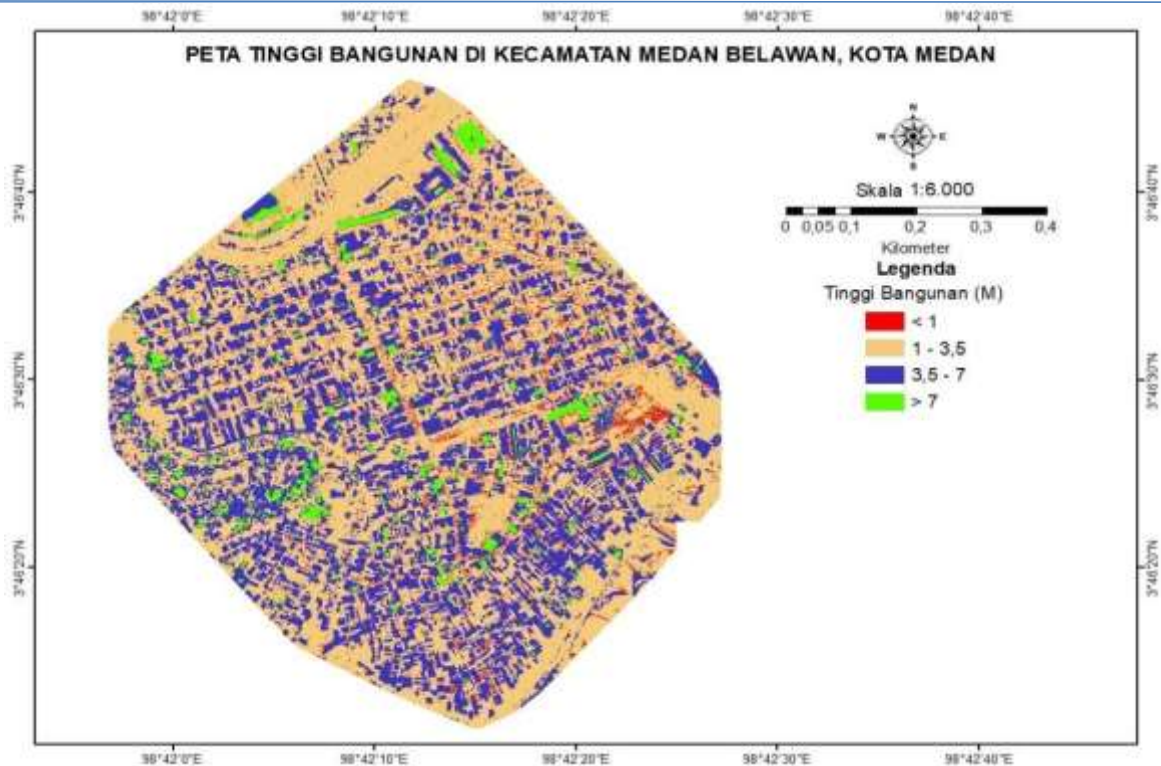 98°42'0"E 98°42'10"E 98°42'20"E 98°42'30"E 98°42'40"E
PETA TINGGI BANGUNAN DI KECAMATAN MEDAN BELAWAN, KOTA MEDAN
N
W E
S
3°46'40"N 3°46'40"N
Skala 1:6.000
0 0,05 0,1 0,2 0,3 0,4
Kilometer
Legenda
Tinggi Bangunan (M)
< 1
1 - 3,5
3,5 - 7
> 7
3°46'30"N 3°46'30"N
3°46'20"N 3°46'20"N
98°42'0"E 98°42'10"E 98°42'20"E 98°42'30"E 98°42'40"E